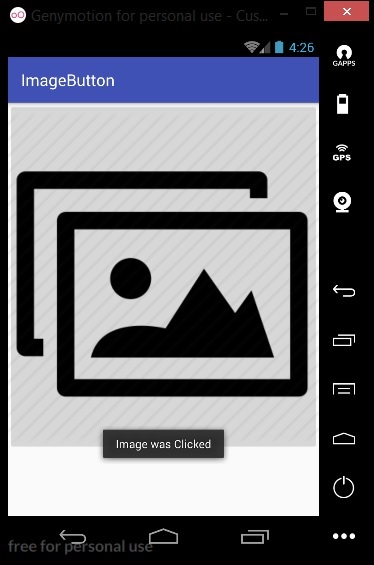 Genymotion for personal use - Cus...
4:26
GAPPS
ImageButton
GPS
Image was Clicked
free for personal use